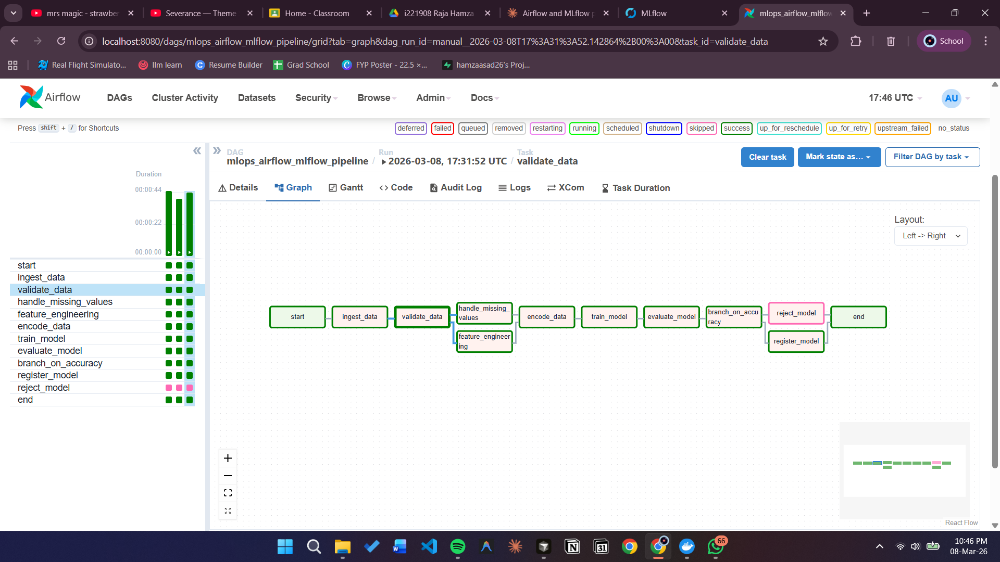 mrs magic - strawber
Severance — Theme
Home - Classroom
i221908 Raja Hamza
Airflow and MLflow p
MLflow
mlops_airflow_mlflow
localhost:8080/dags/mlops_airflow_mlflow_pipeline/grid?tab=graph&dag_run_id=manual__2026-03-08T17%3A31%3A52.142864%2B00%3A00&task_id=validate_data
School
Real Flight Simulato...
llm learn
Resume Builder
Grad School
FYP Poster - 22.5 ×...
hamzaasad26's Proj...
Airflow
DAGs
Cluster Activity
Datasets
Security
Browse
Admin
Docs
17:46 UTC
AU
Press shift + / for Shortcuts
deferred
failed
queued
removed
restarting
running
scheduled
shutdown
skipped
success
up_for_reschedule
up_for_retry
upstream_failed
no_status
DAG
mlops_airflow_mlflow_pipeline
/
Run
2026-03-08, 17:31:52 UTC
/
Task
validate_data
Clear task
Mark state as...
Filter DAG by task
Details
Graph
Gantt
Code
Audit Log
Logs
XCom
Task Duration
Duration
00:00:44
00:00:22
00:00:00
start
ingest_data
validate_data
handle_missing_values
feature_engineering
encode_data
train_model
evaluate_model
branch_on_accuracy
register_model
reject_model
end
Layout:
Left -> Right
start
ingest_data
validate_data
handle_missing_
values
feature_engineer
ing
encode_data
train_model
evaluate_model
branch_on_accu
racy
reject_model
register_model
end
React Flow
66
10:46 PM
08-Mar-26